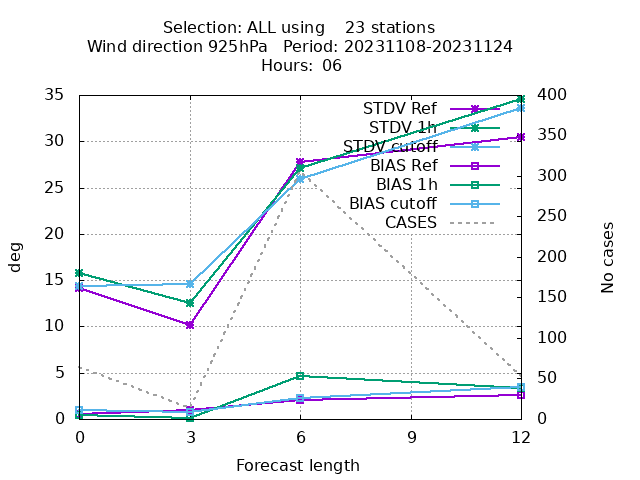 Selection: ALL using    23 stations
Wind direction 925hPa   Period: 20231108-20231124
Hours: 06
35
30
25
20
15
10
5
0
400
350
300
250
200
150
100
50
0
STDV Ref
STDV 1h
STDV cutoff
BIAS Ref
BIAS 1h
BIAS cutoff
CASES
deg
No cases
0 3 6 9 12
Forecast length